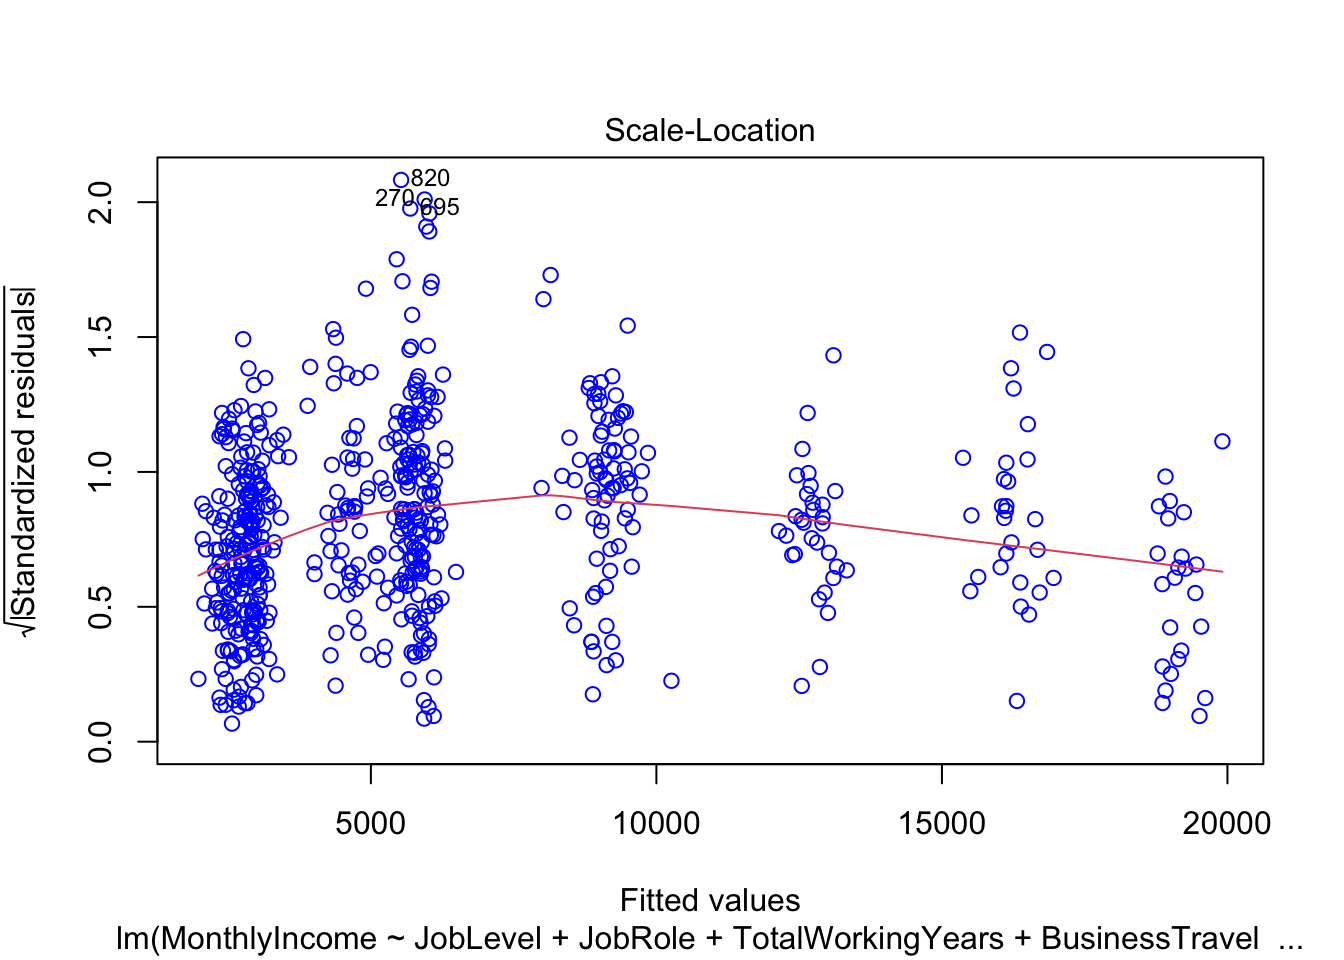 Scale-Location
√|Standardized residuals|
2.0
1.5
1.0
0.5
0.0
820
270
695
5000 10000 15000 20000
Fitted values
lm(MonthlyIncome ~ JobLevel + JobRole + TotalWorkingYears + BusinessTravel ...